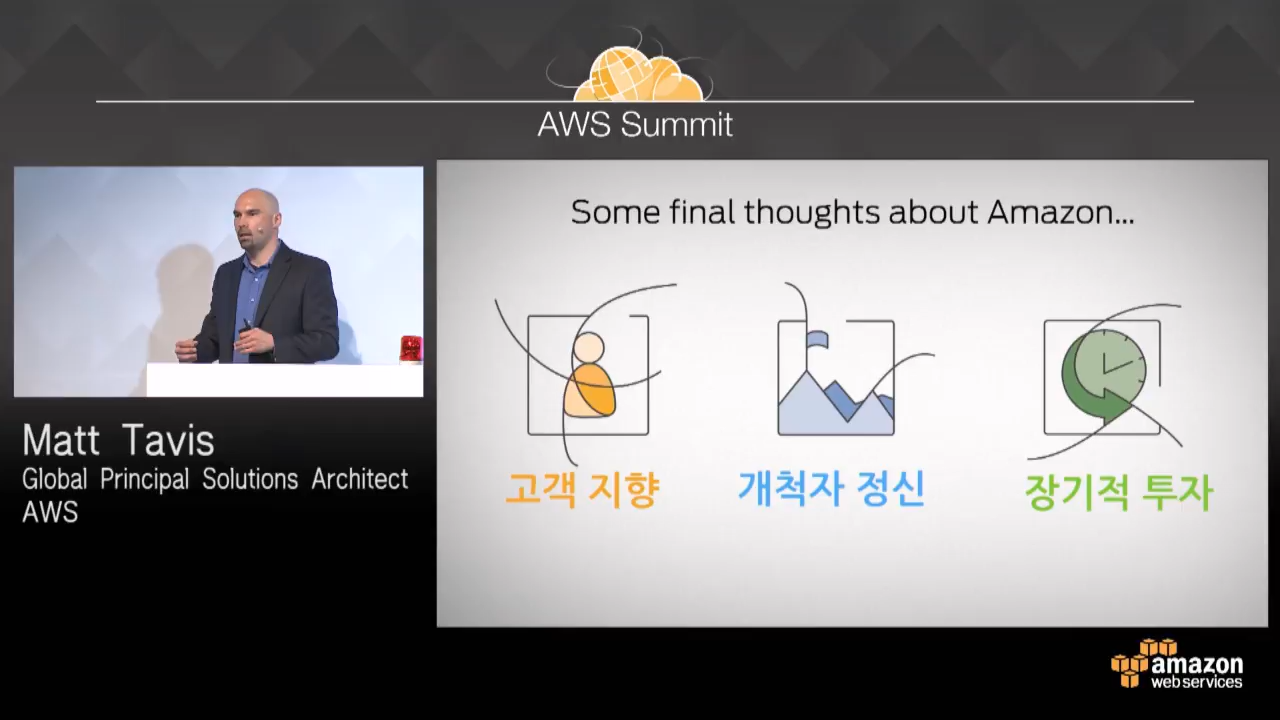 AWS Summit
Some final thoughts about Amazon...
고객 지향
개척자 정신
장기적 투자
Matt Tavis
Global Principal Solutions Architect
AWS
amazon
web services